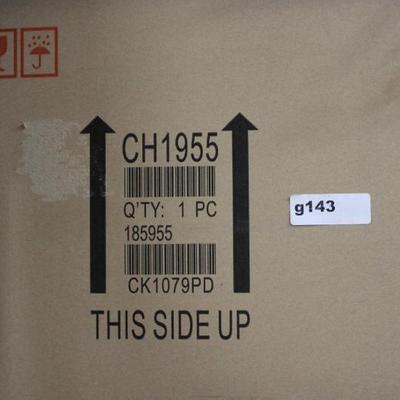 CH1955
Q'TY: 1 PC
185955
CK1079PD
THIS SIDE UP
g143